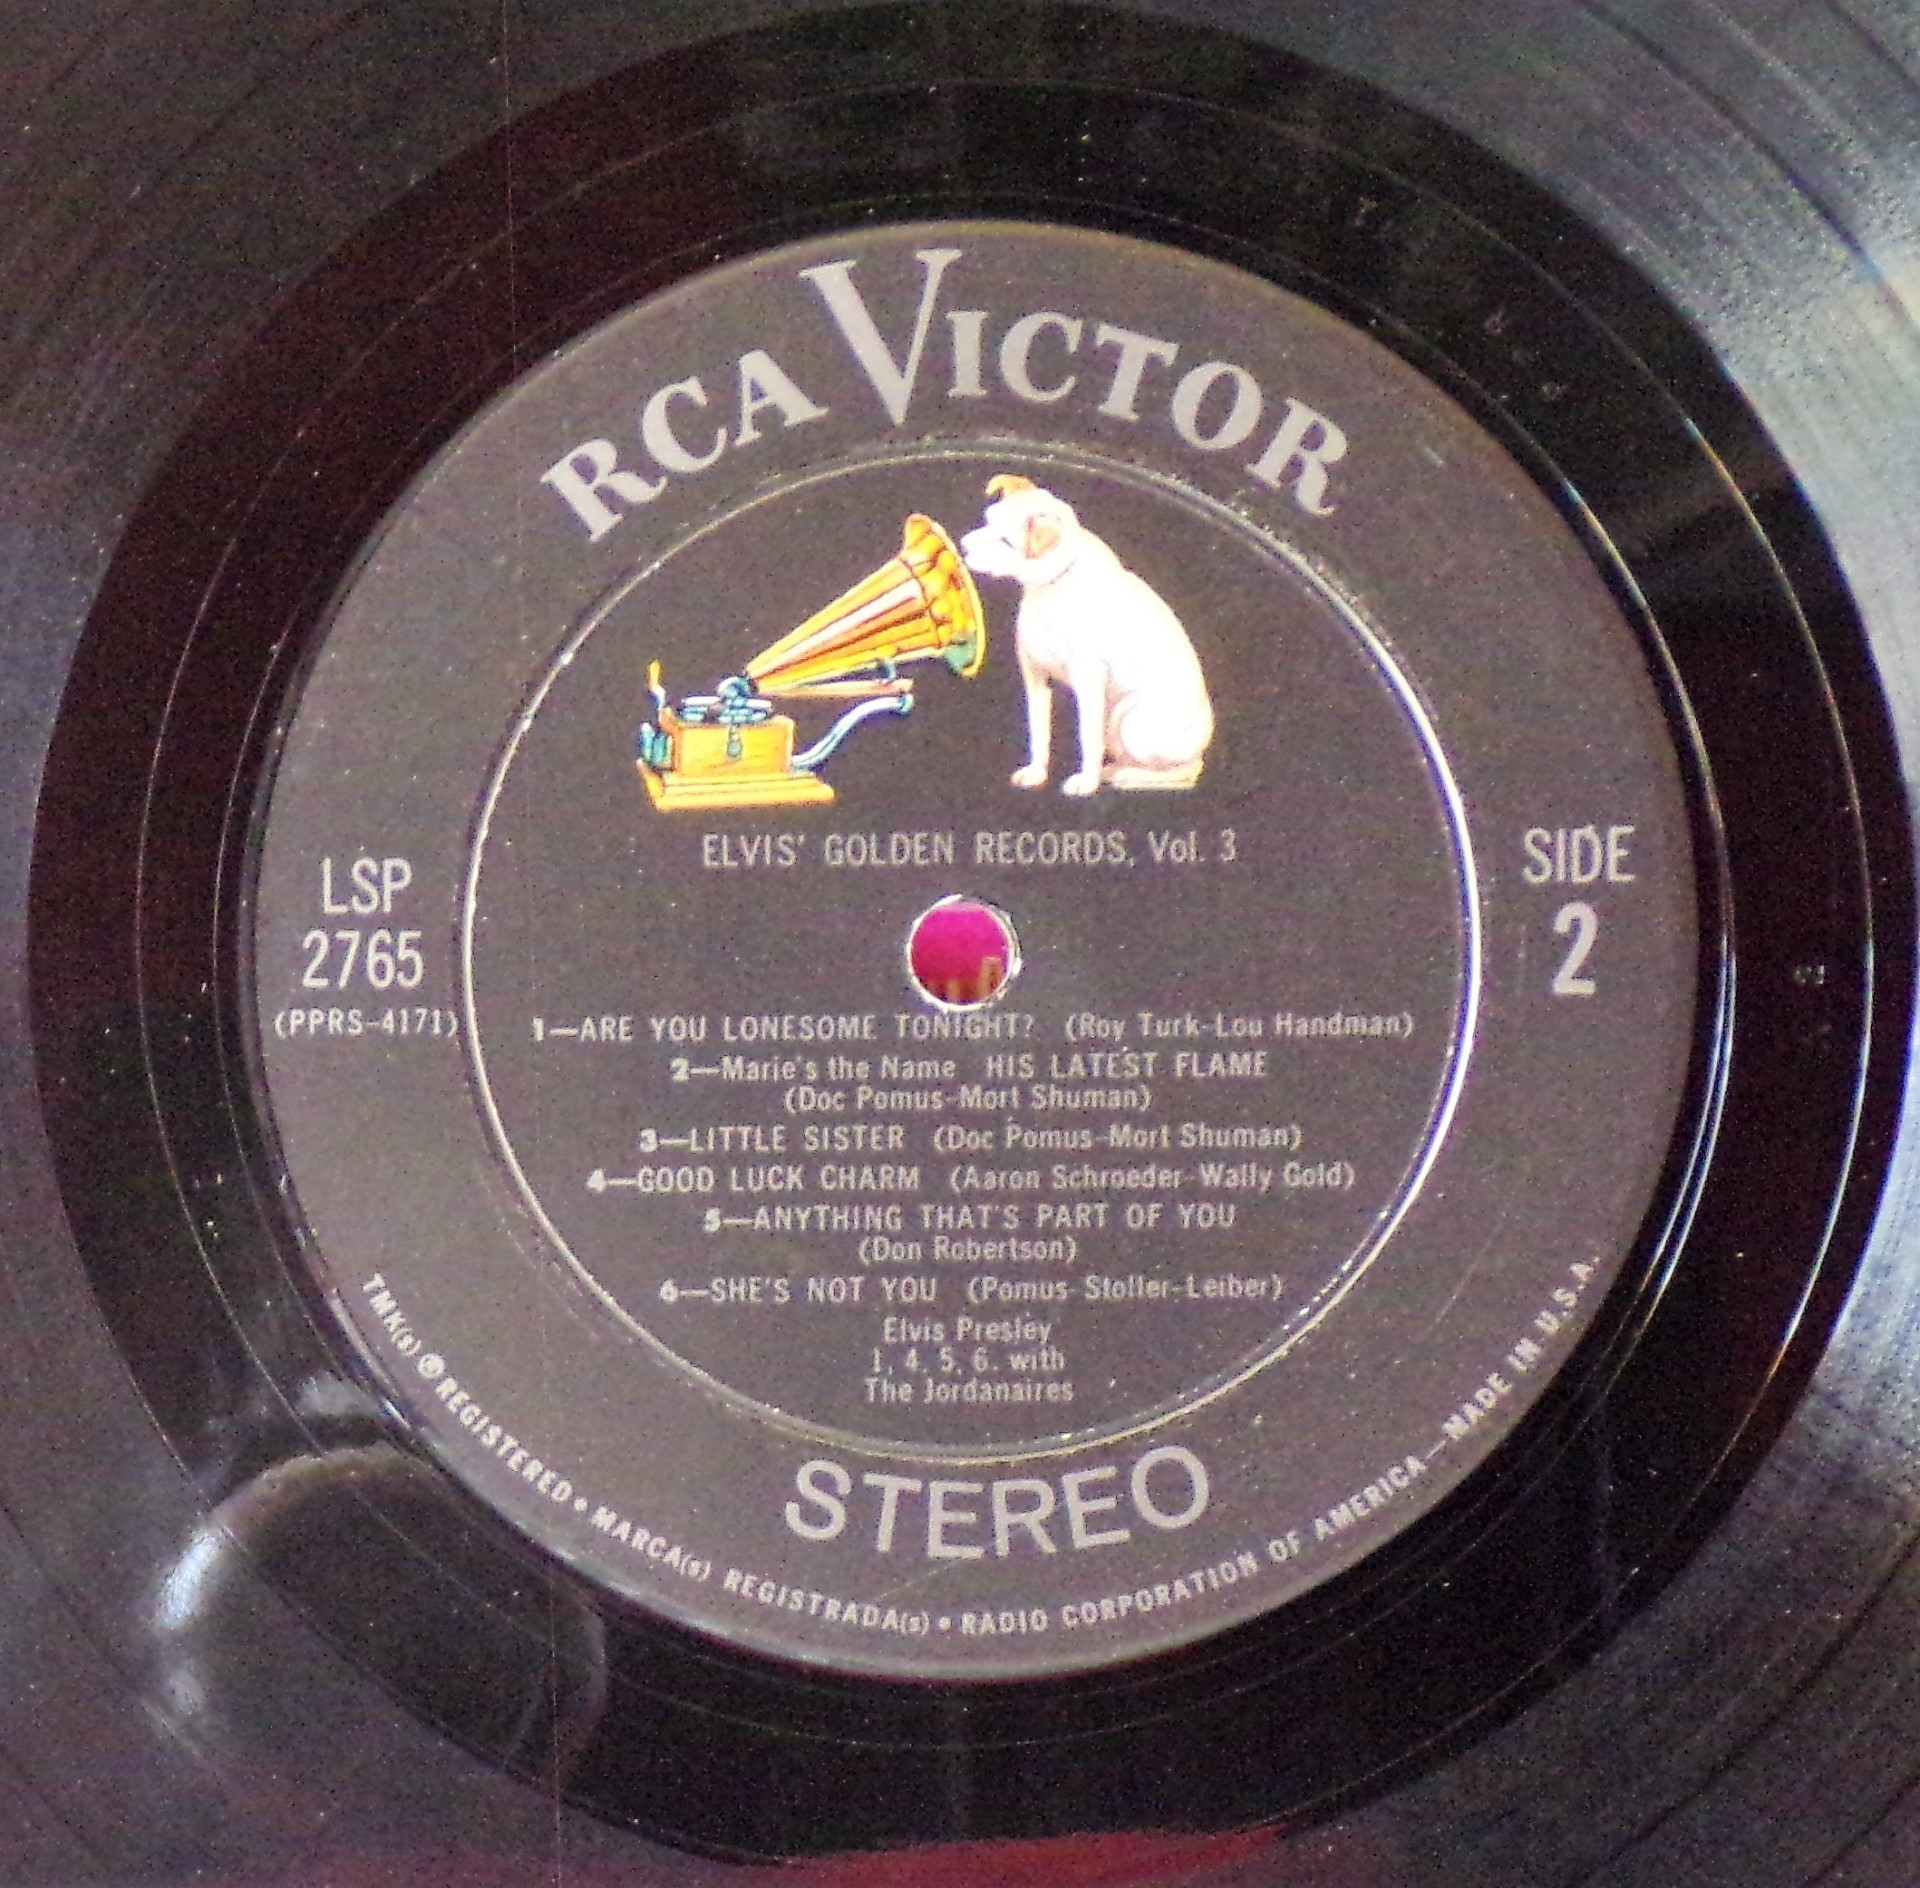 RCA VICTOR
ELVIS' GOLDEN RECORDS, Vol. 3
LSP
2765
(PPRS-4171)
SIDE
2
1—ARE YOU LONESOME TONIGHT? (Roy Turk-Lou Handman)
2—Marie's the Name HIS LATEST FLAME
(Doc Pomus-Mort Shuman)
3—LITTLE SISTER (Doc Pomus-Mort Shuman)
4—GOOD LUCK CHARM (Aaron Schroeder-Wally Gold)
5—ANYTHING THAT'S PART OF YOU
(Don Robertson)
6—SHE'S NOT YOU (Pomus-Stoller-Leiber)
Elvis Presley
1, 4, 5, 6. with
The Jordanaires
STEREO
TMK(s) ® REGISTERED • MARCA(s) REGISTRADA(s) • RADIO CORPORATION OF AMERICA—MADE IN U.S.A.